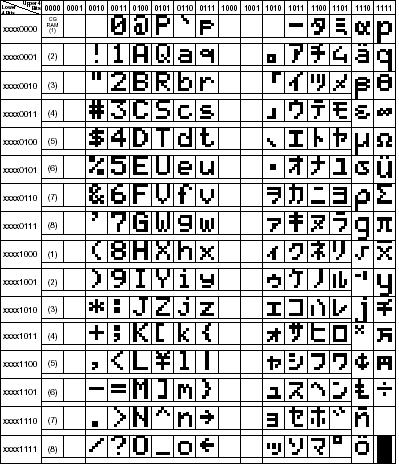 Upper 4 Bits Lower 4 Bits 0000 0001 0010 0011 0100 0101 0110 0111 1000 1001 1010 1011 1100 1101 1110 1111
xxxx0000 CG RAM (1) 0 @ P ` p ー タ ミ α p
xxxx0001 (2) ! 1 A Q a q 。 ア チ ム ä q
xxxx0010 (3) " 2 B R b r 「 イ ツ メ β θ
xxxx0011 (4) # 3 C S c s 」 ウ テ モ ε ∞
xxxx0100 (5) $ 4 D T d t 、 エ ト ヤ μ Ω
xxxx0101 (6) % 5 E U e u ・ オ ナ ユ σ ü
xxxx0110 (7) & 6 F V f v ヲ カ ニ ヨ ρ Σ
xxxx0111 (8) ' 7 G W g w ァ キ ヌ ラ g π
xxxx1000 (1) ( 8 H X h x ィ ク ネ リ √ x̄
xxxx1001 (2) ) 9 I Y i y ゥ ケ ノ ル ⁻¹ y
xxxx1010 (3) * : J Z j z ェ コ ハ レ j 千
xxxx1011 (4) + ; K [ k { ォ サ ヒ ロ × 万
xxxx1100 (5) , < L ¥ l | ャ シ フ ワ ¢ 円
xxxx1101 (6) - = M ] m } ュ ス ヘ ン Ł ÷
xxxx1110 (7) . > N ^ n → ョ セ ホ ゛ ñ
xxxx1111 (8) / ? O _ o ← ッ ソ マ ゜ ö █